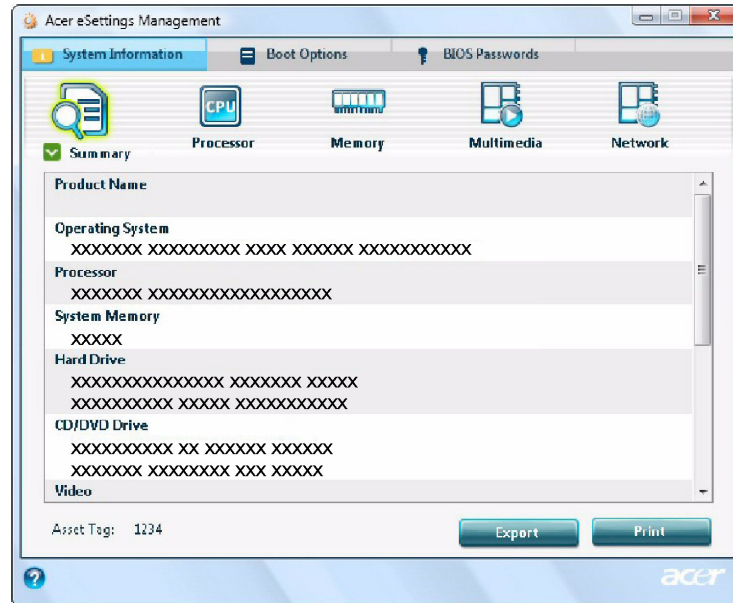 Acer eSettings Management
System Information Boot Options BIOS Passwords
CPU
Summary Processor Memory Multimedia Network
Product Name
Operating System
XXXXXXX XXXXXXXXX XXXX XXXXXX XXXXXXXXXXX
Processor
XXXXXXX XXXXXXXXXXXXXXXXXX
System Memory
XXXXX
Hard Drive
XXXXXXXXXXXXXXX XXXXXXX XXXXX
XXXXXXXXXX XXXXX XXXXXXXXXXX
CD/DVD Drive
XXXXXXXXXX XX XXXXXX XXXXXX
XXXXXXX XXXXXXXX XXX XXXXX
Video
Asset Tag: 1234
Export Print
?
acer